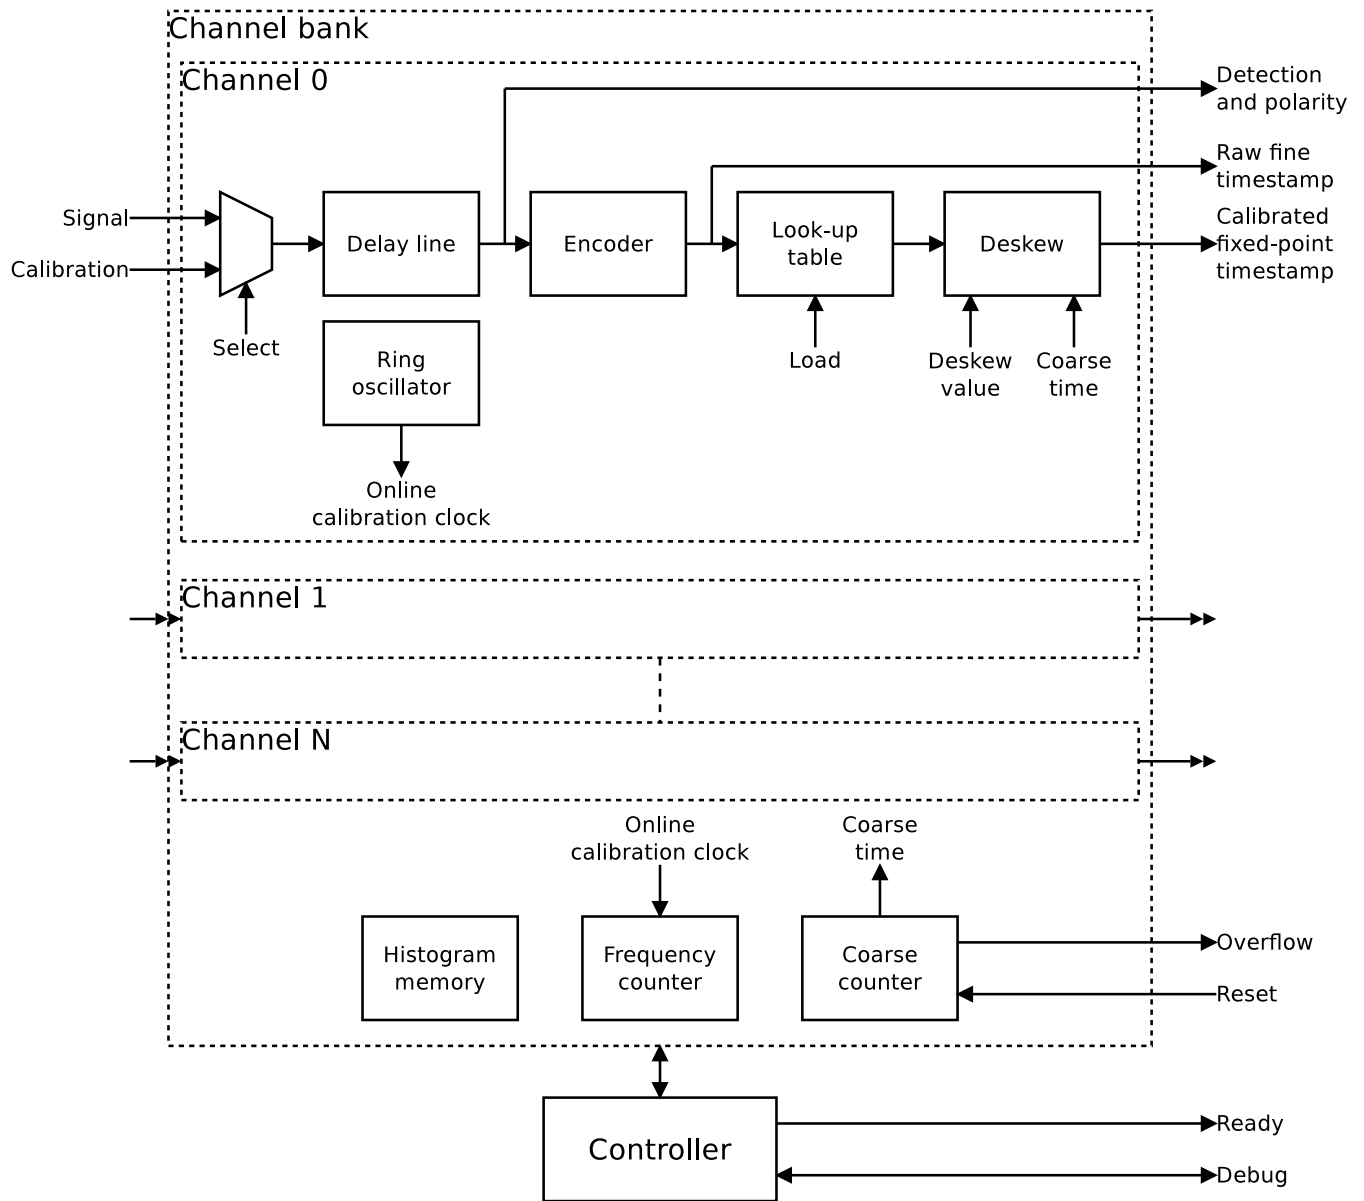 Channel bank
Channel 0
Detection
and polarity
Raw fine
timestamp
Signal
Calibration
Delay line
Encoder
Look-up
table
Deskew
Calibrated
fixed-point
timestamp
Select
Ring
oscillator
Load
Deskew
value
Coarse
time
Online
calibration clock
Channel 1
Channel N
Online
calibration clock
Coarse
time
Histogram
memory
Frequency
counter
Coarse
counter
Overflow
Reset
Controller
Ready
Debug